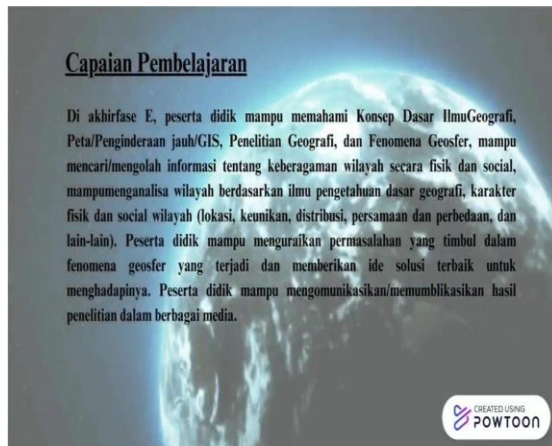 Capaian Pembelajaran
Di akhirfase E, peserta didik mampu memahami Konsep Dasar IlmuGeografi,
Peta/Penginderaan jauh/GIS, Penelitian Geografi, dan Fenomena Geosfer, mampu
mencari/mengolah informasi tentang keberagaman wilayah secara fisik dan social,
mampumenganalisa wilayah berdasarkan ilmu pengetahuan dasar geografi, karakter
fisik dan social wilayah (lokasi, keunikan, distribusi, persamaan dan perbedaan, dan
lain-lain). Peserta didik mampu menguraikan permasalahan yang timbul dalam
fenomena geosfer yang terjadi dan memberikan ide solusi terbaik untuk
menghadapinya. Peserta didik mampu mengomunikasikan/memumblikasikan hasil
penelitian dalam berbagai media.
CREATED USING
POWTOON